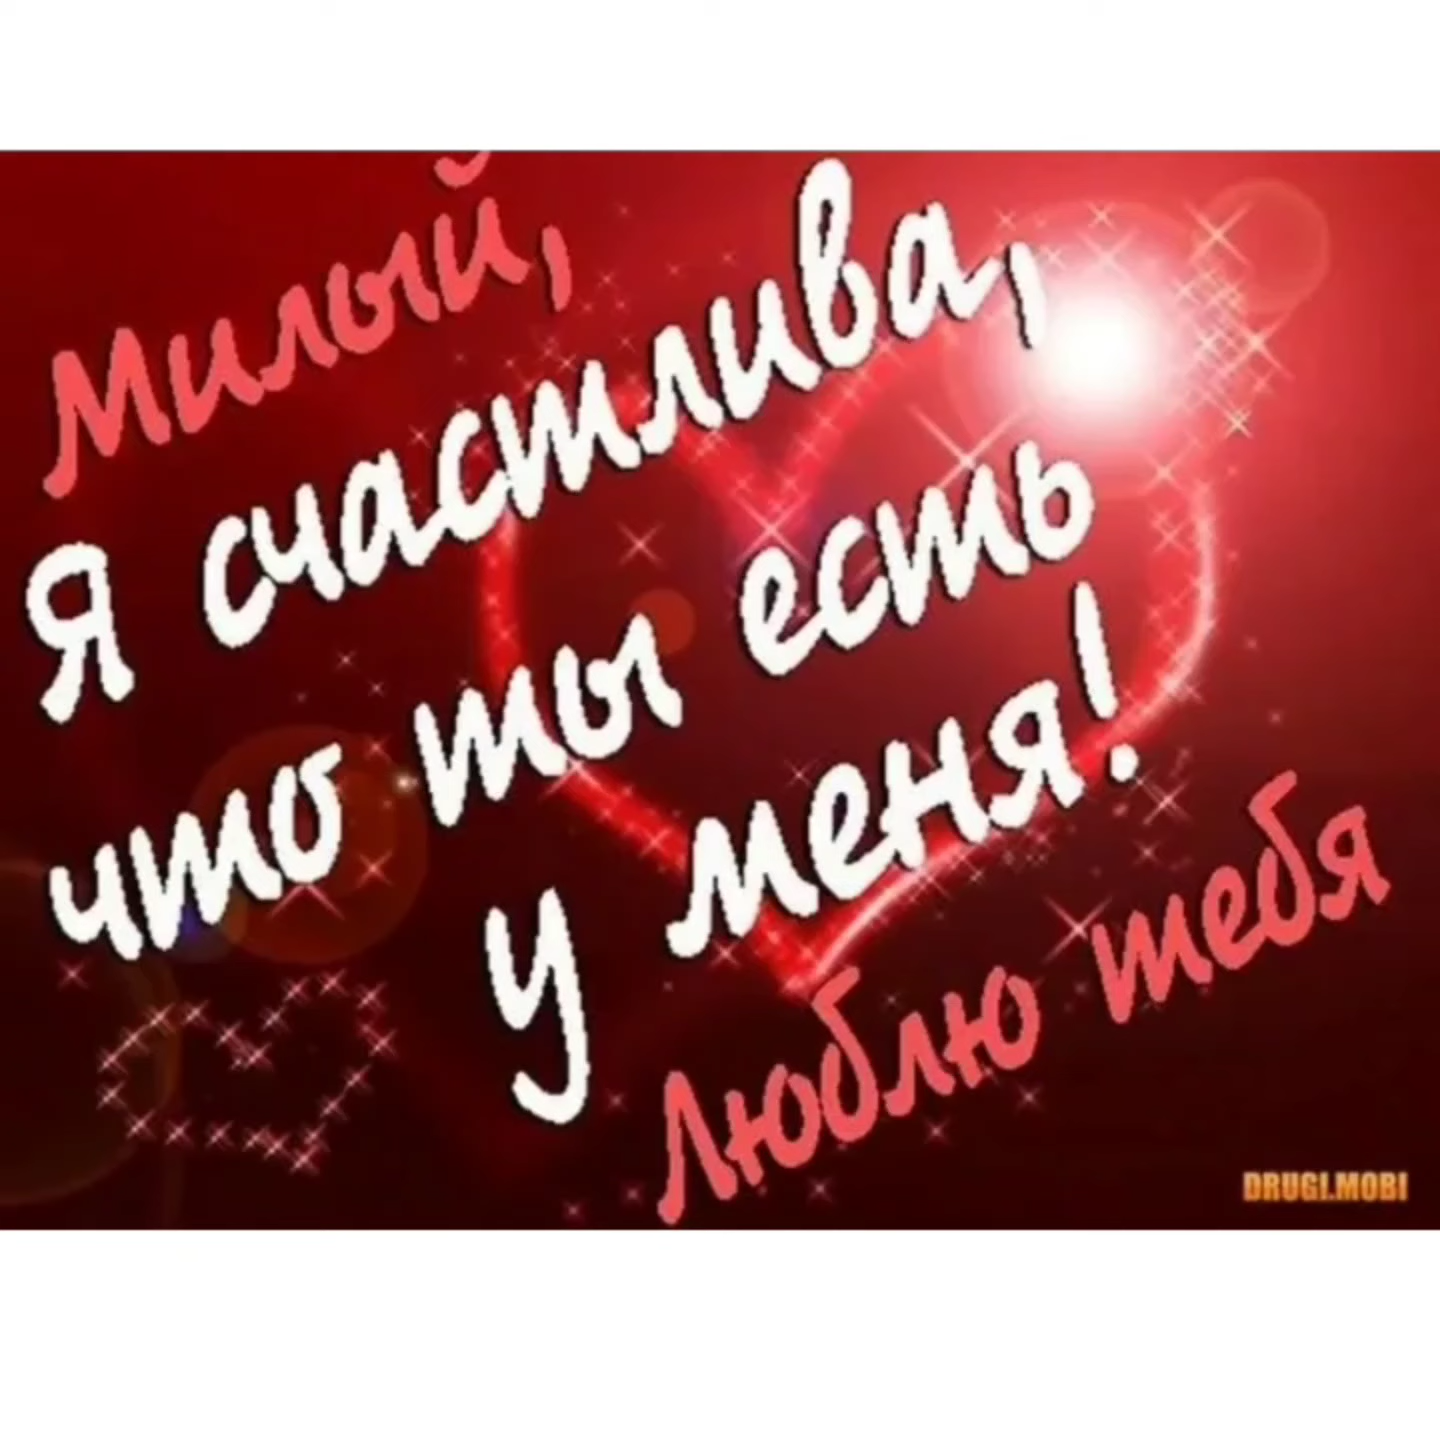 Милый,
я счастлива,
что ты есть
у меня!
Люблю тебя
DRUGI.MOBI